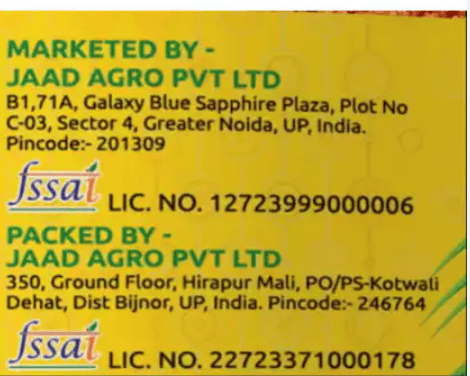 MARKETED BY -
JAAD AGRO PVT LTD
B1,71A, Galaxy Blue Sapphire Plaza, Plot No
C-03, Sector 4, Greater Noida, UP, India.
Pincode:- 201309
fssai LIC. NO. 12723999000006
PACKED BY -
JAAD AGRO PVT LTD
350, Ground Floor, Hirapur Mali, PO/PS-Kotwali
Dehat, Dist Bijnor, UP, India. Pincode:- 246764
fssai LIC. NO. 22723371000178